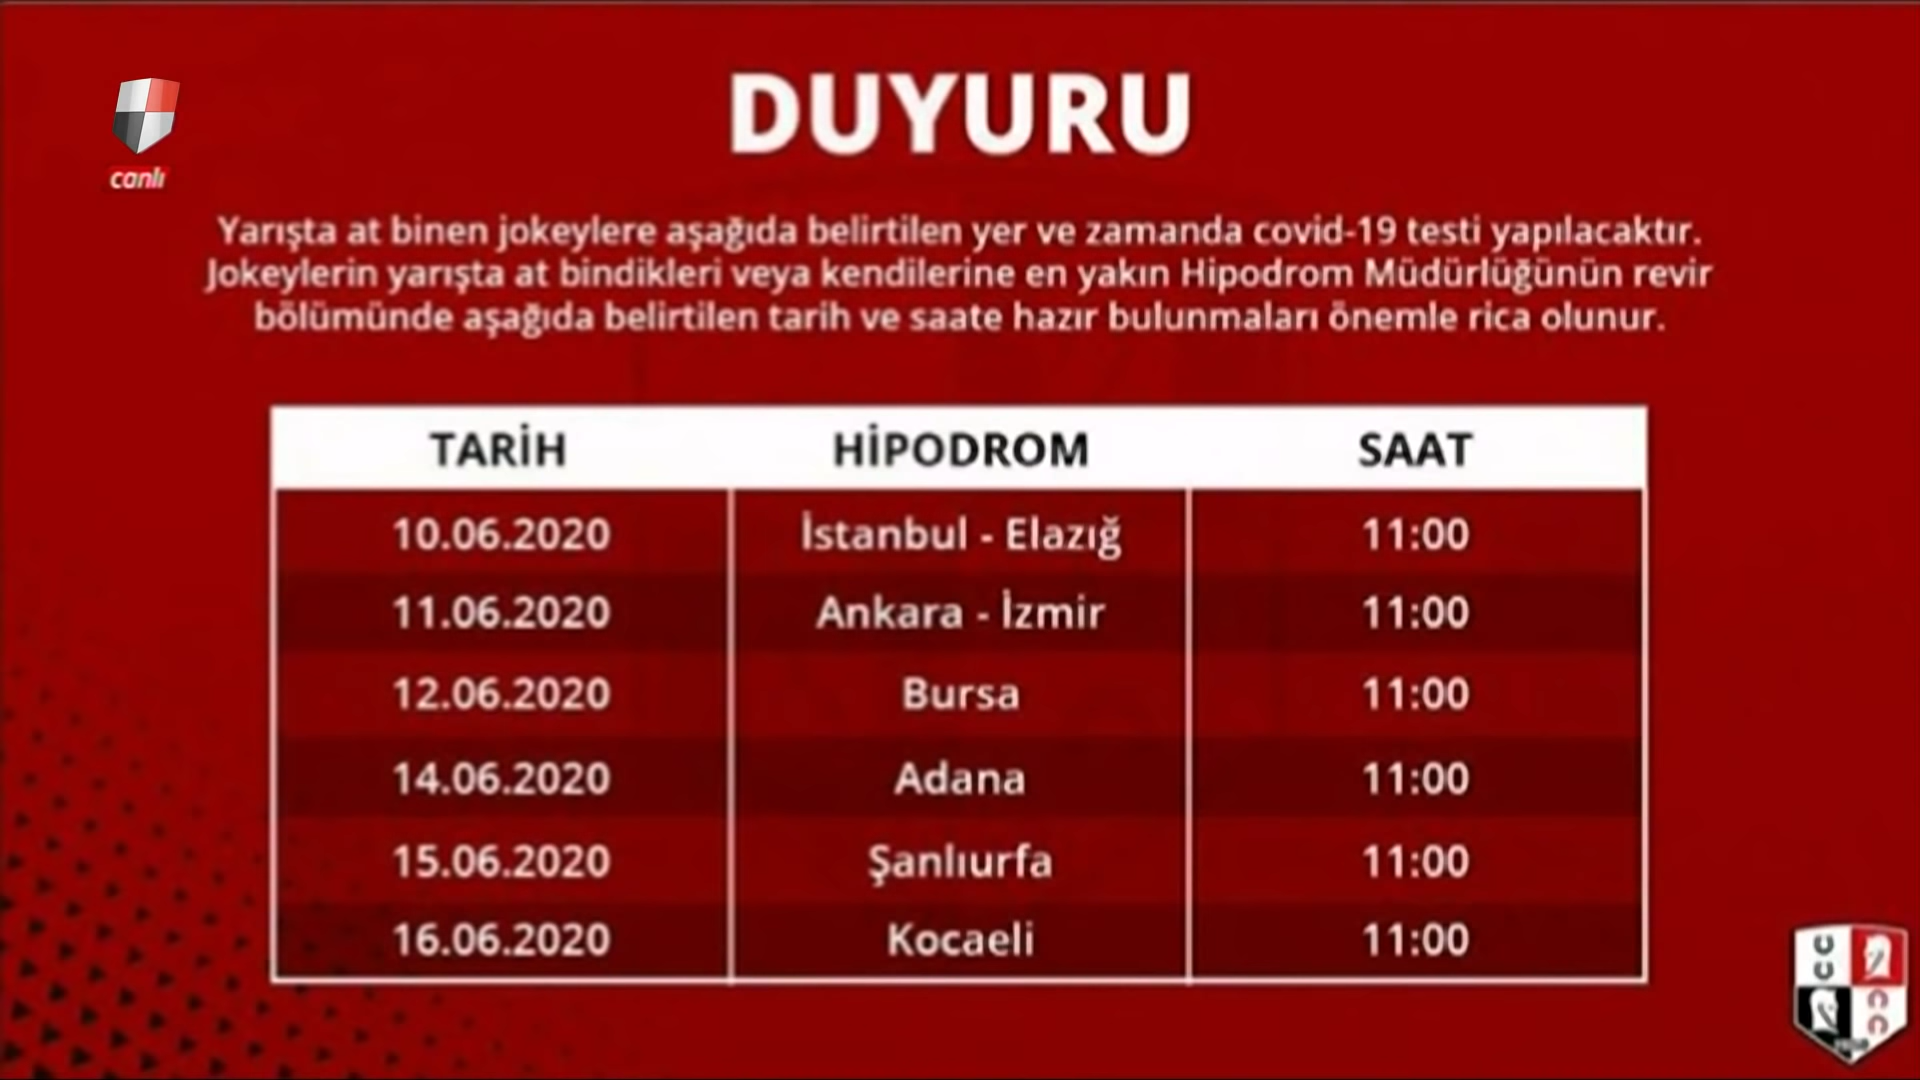 DUYURU
canlı
Yarışta at binen jokeylere aşağıda belirtilen yer ve zamanda covid-19 testi yapılacaktır.
Jokeylerin yarışta at bindikleri veya kendilerine en yakın Hipodrom Müdürlüğünün revir
bölümünde aşağıda belirtilen tarih ve saate hazır bulunmaları önemle rica olunur.
TARİH HİPODROM SAAT
10.06.2020 İstanbul - Elazığ 11:00
11.06.2020 Ankara - İzmir 11:00
12.06.2020 Bursa 11:00
14.06.2020 Adana 11:00
15.06.2020 Şanlıurfa 11:00
16.06.2020 Kocaeli 11:00